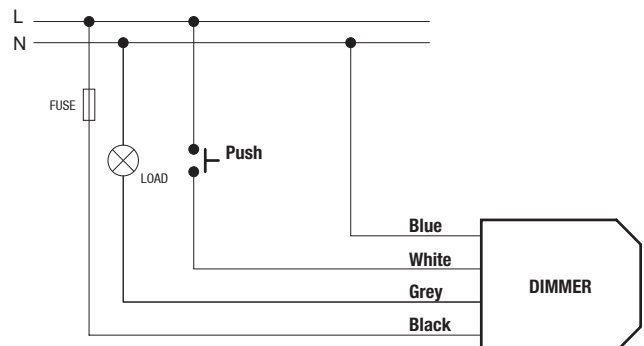 L
N
FUSE
LOAD
Push
Blue
White
Grey
Black
DIMMER